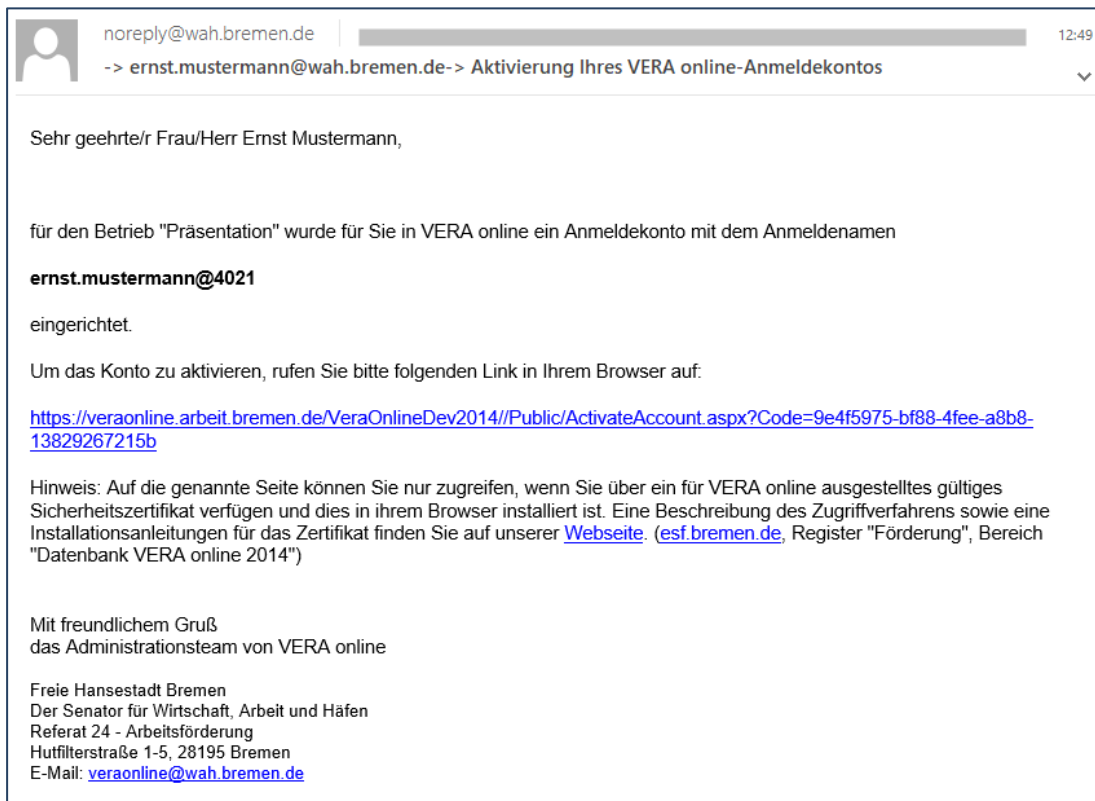 noreply@wah.bremen.de
12:49
-> ernst.mustermann@wah.bremen.de-> Aktivierung Ihres VERA online-Anmeldekontos
Sehr geehrte/r Frau/Herr Ernst Mustermann,
für den Betrieb "Präsentation" wurde für Sie in VERA online ein Anmeldekonto mit dem Anmeldenamen
ernst.mustermann@4021
eingerichtet.
Um das Konto zu aktivieren, rufen Sie bitte folgenden Link in Ihrem Browser auf:
https://veraonline.arbeit.bremen.de/VeraOnlineDev2014//Public/ActivateAccount.aspx?Code=9e4f5975-bf88-4fee-a8b8-
13829267215b
Hinweis: Auf die genannte Seite können Sie nur zugreifen, wenn Sie über ein für VERA online ausgestelltes gültiges
Sicherheitszertifikat verfügen und dies in ihrem Browser installiert ist. Eine Beschreibung des Zugriffverfahrens sowie eine
Installationsanleitungen für das Zertifikat finden Sie auf unserer Webseite. (esf.bremen.de, Register "Förderung", Bereich
"Datenbank VERA online 2014")
Mit freundlichem Gruß
das Administrationsteam von VERA online
Freie Hansestadt Bremen
Der Senator für Wirtschaft, Arbeit und Häfen
Referat 24 - Arbeitsförderung
Hutfilterstraße 1-5, 28195 Bremen
E-Mail: veraonline@wah.bremen.de